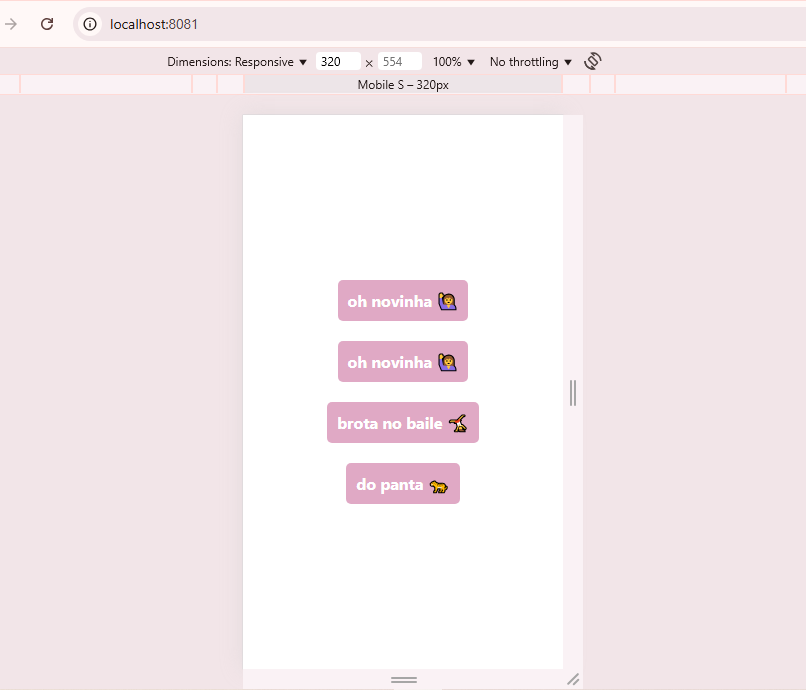 localhost:8081
Dimensions: Responsive ▼ 320 × 554 100% ▼ No throttling ▼
Mobile S – 320px
oh novinha 🙋‍♀️
oh novinha 🙋‍♀️
brota no baile 🤸‍♀️
do panta 🐆